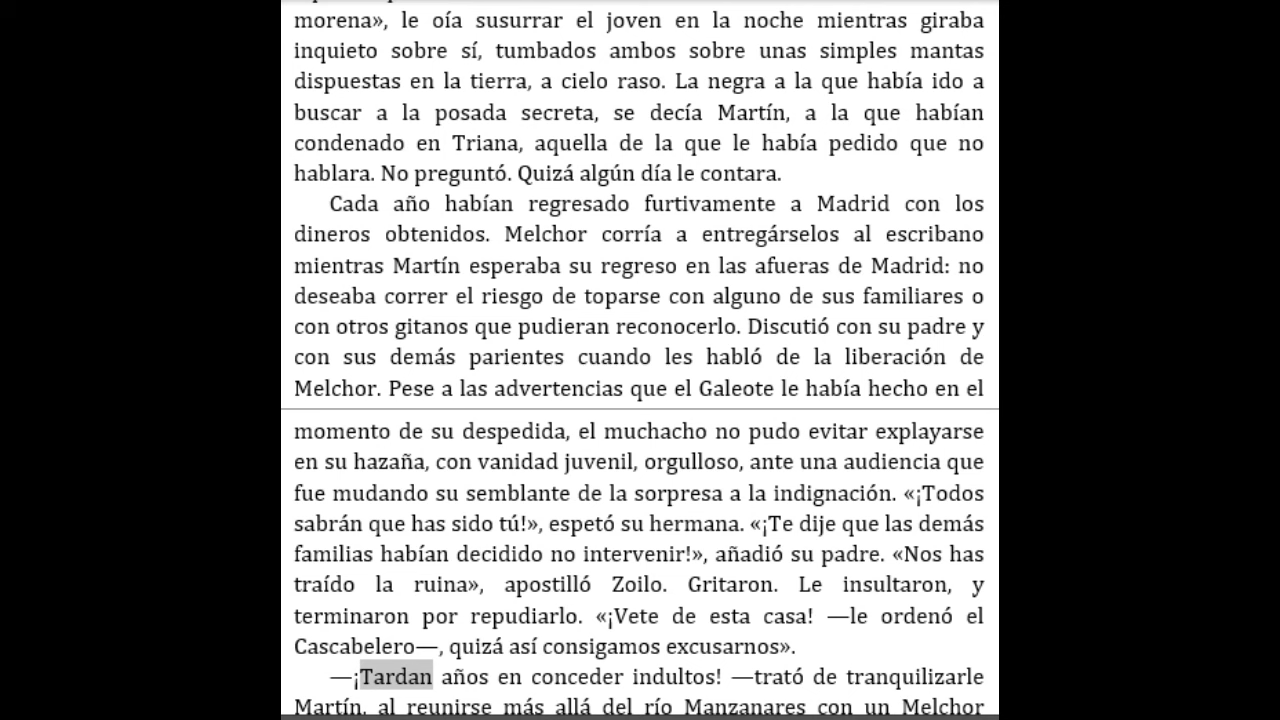 morena», le oía susurrar el joven en la noche mientras giraba
inquieto sobre sí, tumbados ambos sobre unas simples mantas
dispuestas en la tierra, a cielo raso. La negra a la que había ido a
buscar a la posada secreta, se decía Martín, a la que habían
condenado en Triana, aquella de la que le había pedido que no
hablara. No preguntó. Quizá algún día le contara.
Cada año habían regresado furtivamente a Madrid con los
dineros obtenidos. Melchor corría a entregárselos al escribano
mientras Martín esperaba su regreso en las afueras de Madrid: no
deseaba correr el riesgo de toparse con alguno de sus familiares o
con otros gitanos que pudieran reconocerlo. Discutió con su padre y
con sus demás parientes cuando les habló de la liberación de
Melchor. Pese a las advertencias que el Galeote le había hecho en el
momento de su despedida, el muchacho no pudo evitar explayarse
en su hazaña, con vanidad juvenil, orgulloso, ante una audiencia que
fue mudando su semblante de la sorpresa a la indignación. «¡Todos
sabrán que has sido tú!», espetó su hermana. «¡Te dije que las demás
familias habían decidido no intervenir!», añadió su padre. «Nos has
traído la ruina», apostilló Zoilo. Gritaron. Le insultaron, y
terminaron por repudiarlo. «¡Vete de esta casa! —le ordenó el
Cascabelero—, quizá así consigamos excusarnos».
—¡Tardan años en conceder indultos! —trató de tranquilizarle
Martín, al reunirse más allá del río Manzanares con un Melchor